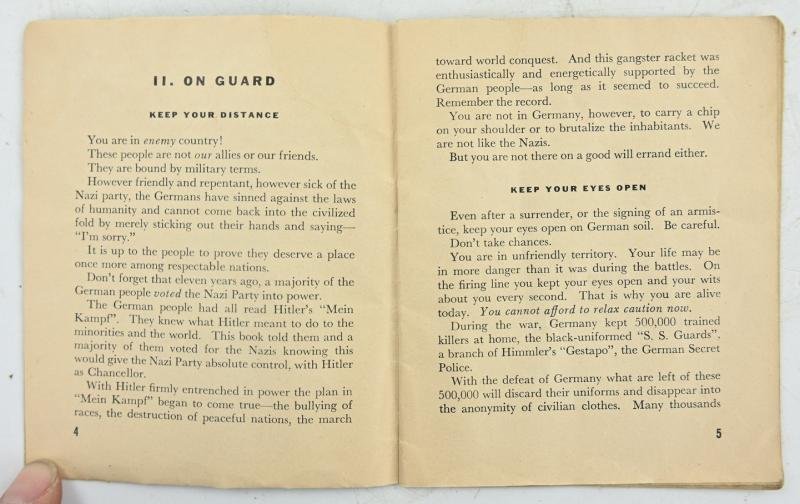 II. ON GUARD
KEEP YOUR DISTANCE
You are in enemy country!
These people are not our allies or our friends.
They are bound by military terms.
However friendly and repentant, however sick of the
Nazi party, the Germans have sinned against the laws
of humanity and cannot come back into the civilized
fold by merely sticking out their hands and saying—
“I’m sorry.”
It is up to the people to prove they deserve a place
once more among respectable nations.
Don’t forget that eleven years ago, a majority of the
German people voted the Nazi Party into power.
The German people had all read Hitler’s “Mein
Kampf”. They knew what Hitler meant to do to the
minorities and the world. This book told them and a
majority of them voted for the Nazis knowing this
would give the Nazi Party absolute control, with Hitler
as Chancellor.
With Hitler firmly entrenched in power the plan in
“Mein Kampf” began to come true—the bullying of
races, the destruction of peaceful nations, the march
4
toward world conquest. And this gangster racket was
enthusiastically and energetically supported by the
German people—as long as it seemed to succeed.
Remember the record.
You are not in Germany, however, to carry a chip
on your shoulder or to brutalize the inhabitants. We
are not like the Nazis.
But you are not there on a good will errand either.
KEEP YOUR EYES OPEN
Even after a surrender, or the signing of an armis-
tice, keep your eyes open on German soil. Be careful.
Don’t take chances.
You are in unfriendly territory. Your life may be
in more danger than it was during the battles. On
the firing line you kept your eyes open and your wits
about you every second. That is why you are alive
today. You cannot afford to relax caution now.
During the war, Germany kept 500,000 trained
killers at home, the black-uniformed “S. S. Guards”,
a branch of Himmler’s “Gestapo”, the German Secret
Police.
With the defeat of Germany what are left of these
500,000 will discard their uniforms and disappear into
the anonymity of civilian clothes. Many thousands
5